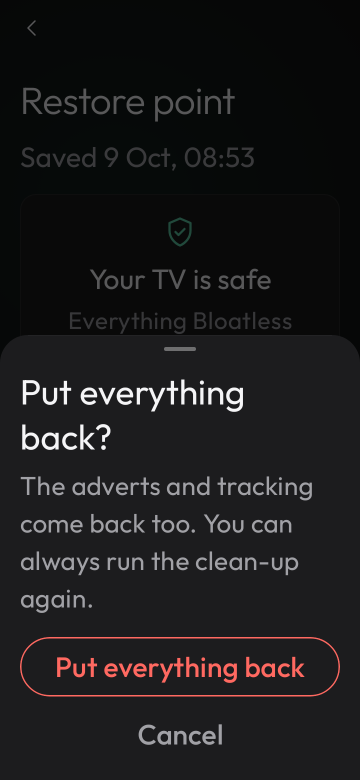 Restore point
Saved 9 Oct, 08:53
Your TV is safe
Everything Bloatless
Put everything
back?
The adverts and tracking
come back too. You can
always run the clean-up
again.
Put everything back
Cancel